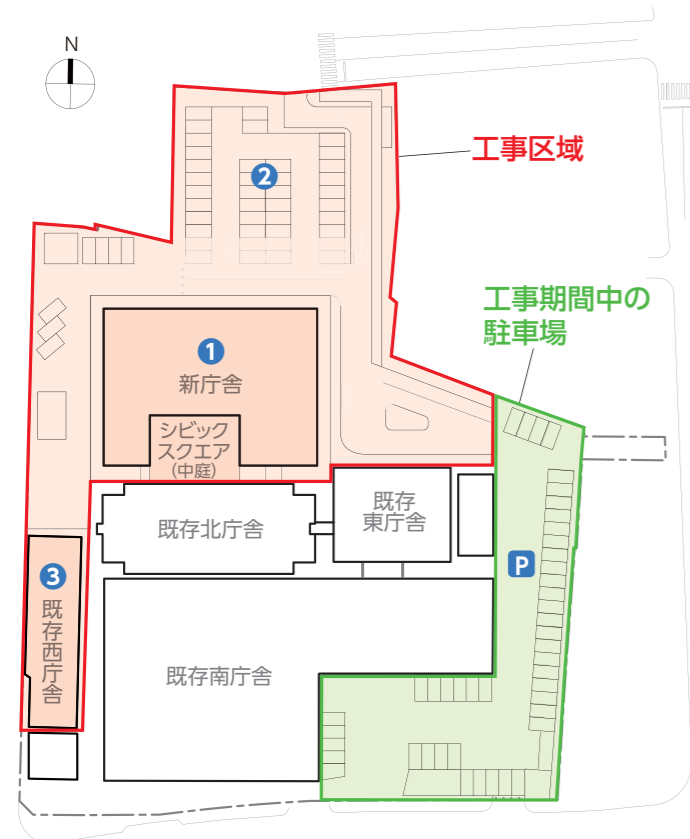 N
工事区域
2
工事期間中の
駐車場
1
新庁舎
シビック
スクエア
(中庭)
既存北庁舎
既存
東庁舎
P
3
既存西庁舎
既存南庁舎